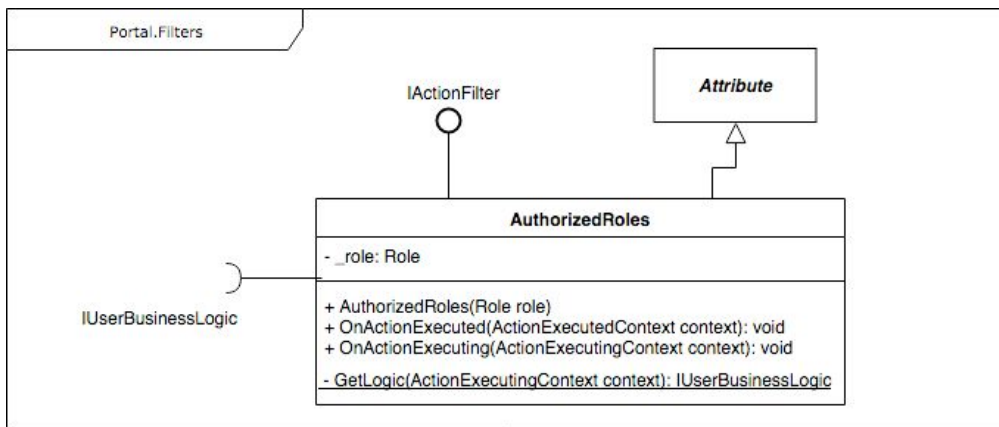 Portal.Filters
IActionFilter
Attribute
AuthorizedRoles
- _role: Role
IUserBusinessLogic
+ AuthorizedRoles(Role role)
+ OnActionExecuted(ActionExecutedContext context): void
+ OnActionExecuting(ActionExecutingContext context): void
- GetLogic(ActionExecutingContext context): IUserBusinessLogic